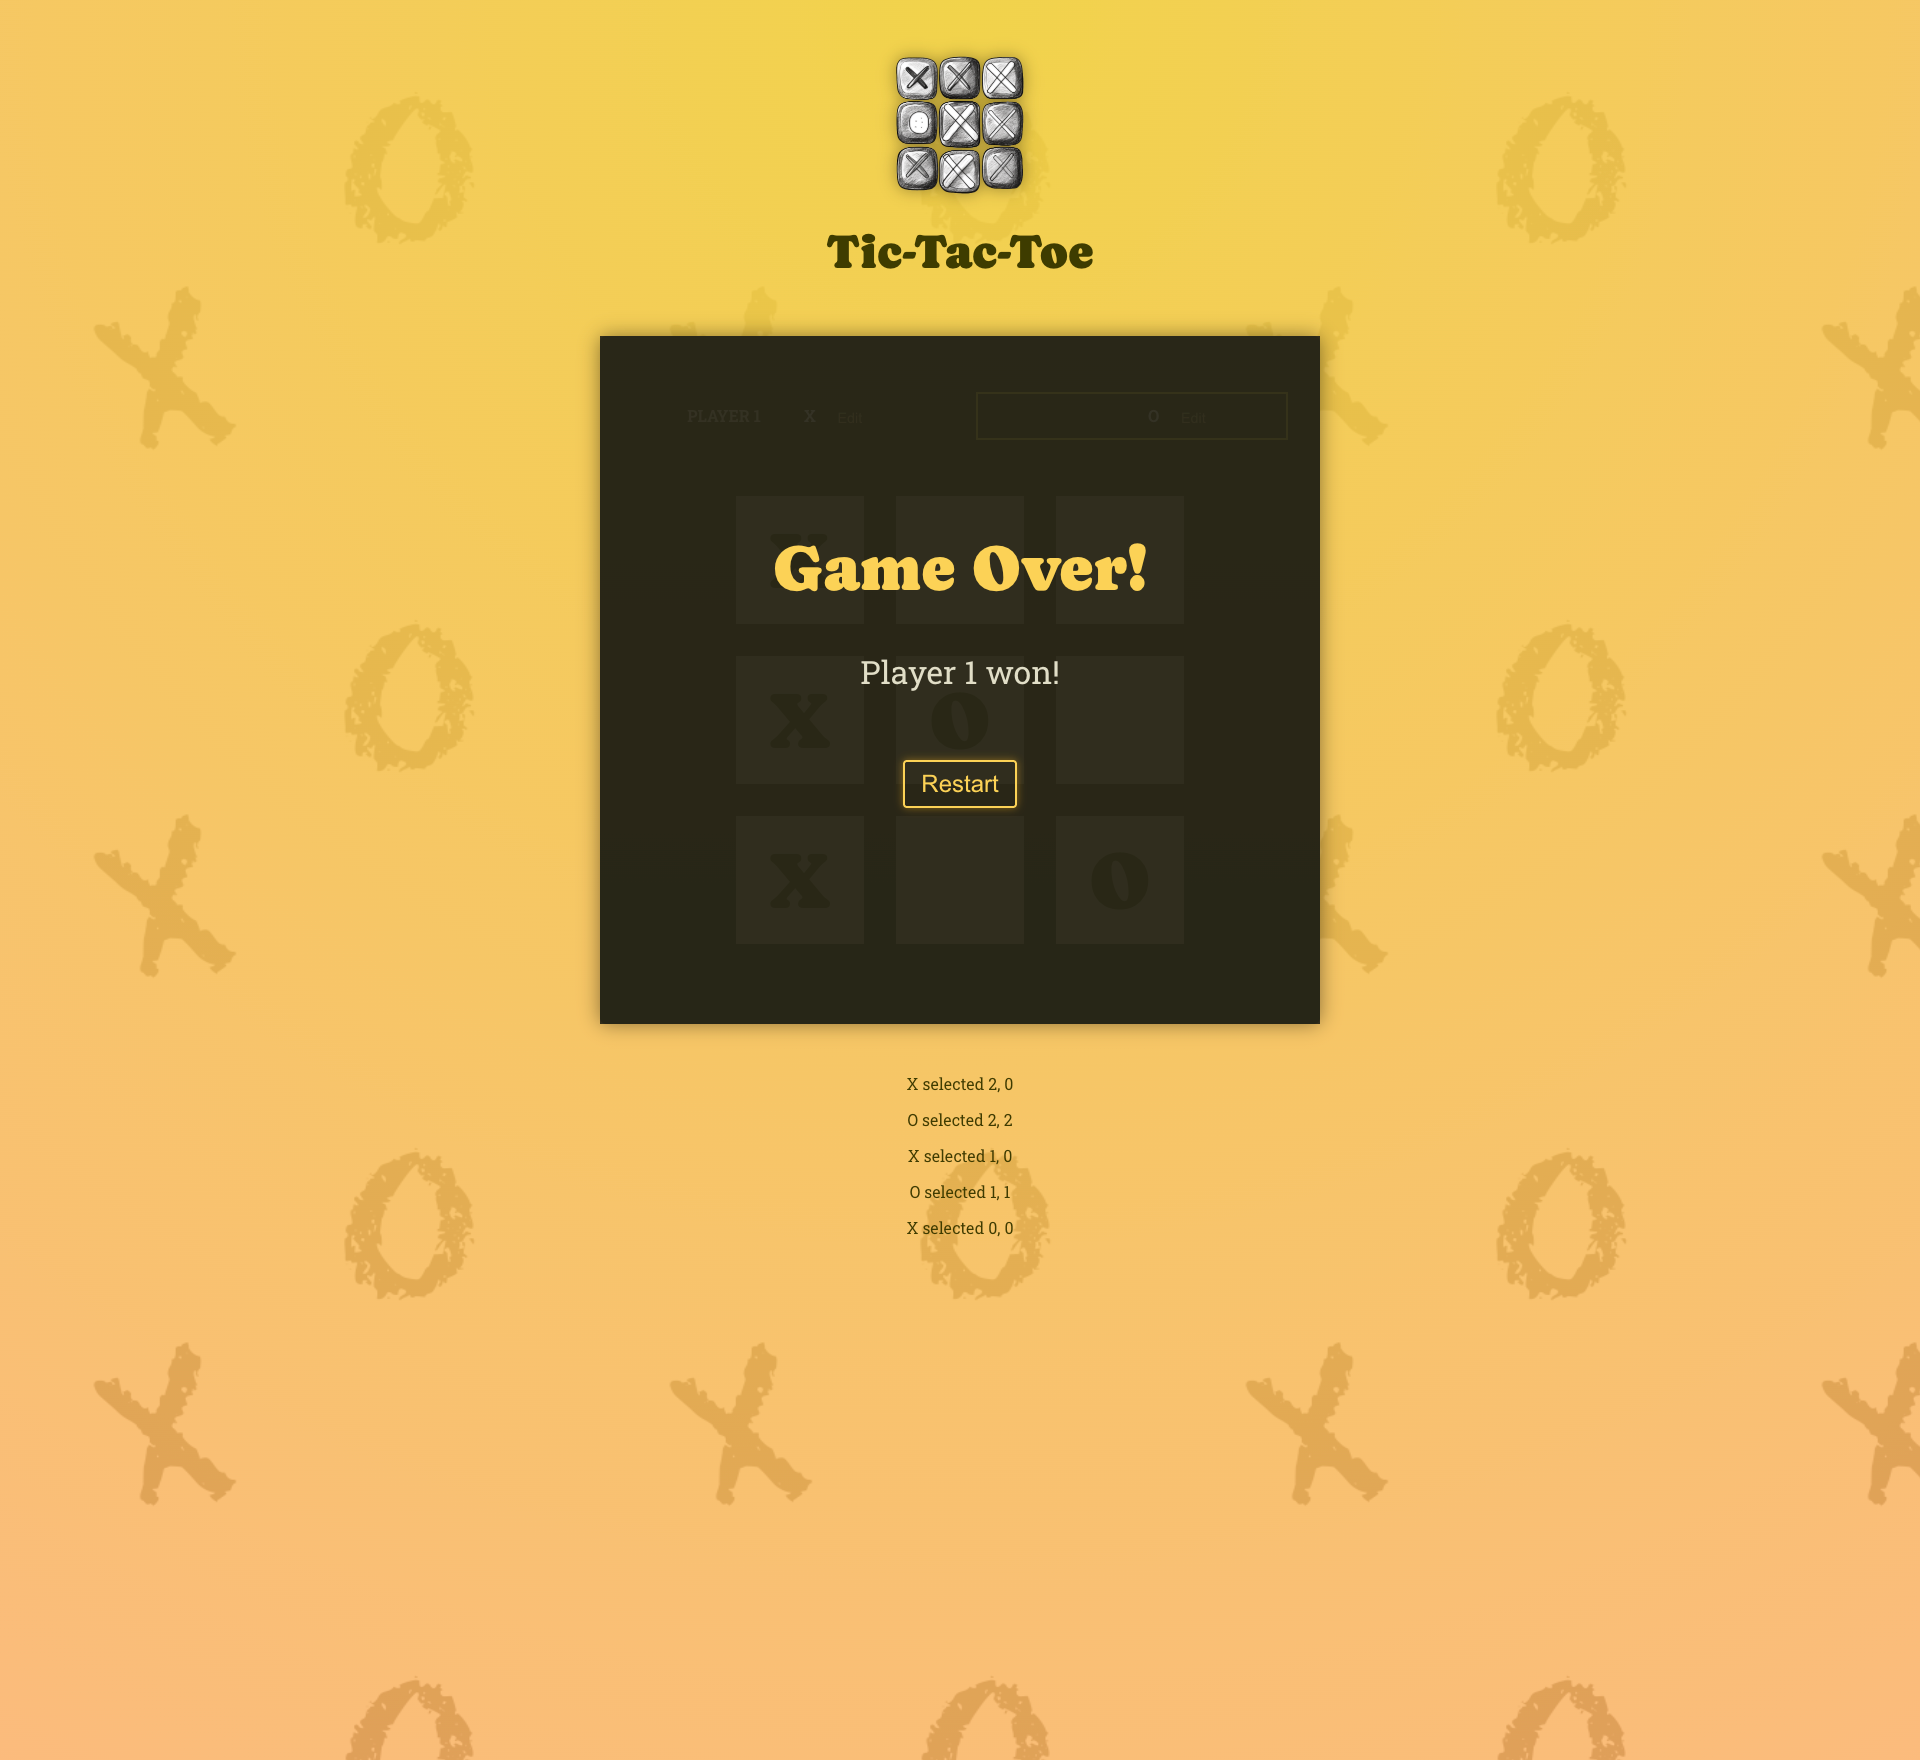 Tic-Tac-Toe
PLAYER 1 X Edit O Edit
X
Game Over!
Player 1 won!
X O
Restart
X O
X selected 2, 0
O selected 2, 2
X selected 1, 0
O selected 1, 1
X selected 0, 0